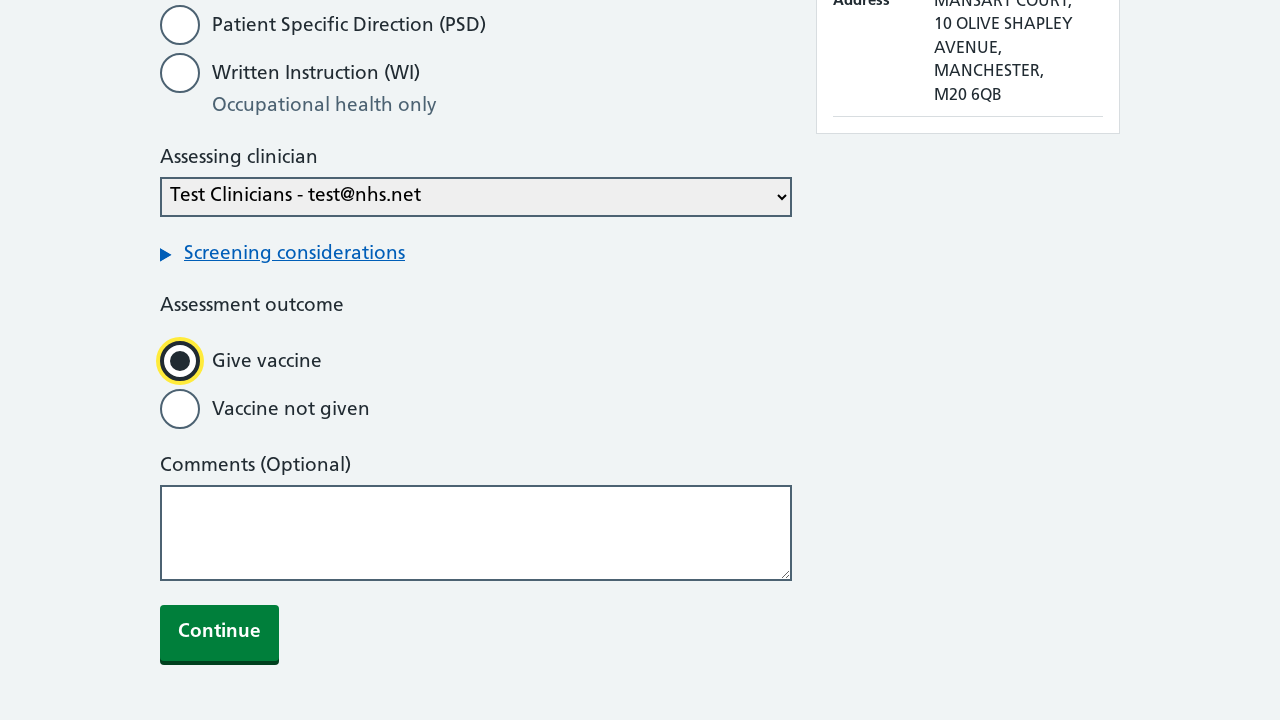 Patient Specific Direction (PSD)
Written Instruction (WI)
Occupational health only
Assessing clinician
Test Clinicians - test@nhs.net
Screening considerations
Assessment outcome
Give vaccine
Vaccine not given
Comments (Optional)
Continue
Address
MANSART COURT,
10 OLIVE SHAPLEY
AVENUE,
MANCHESTER,
M20 6QB